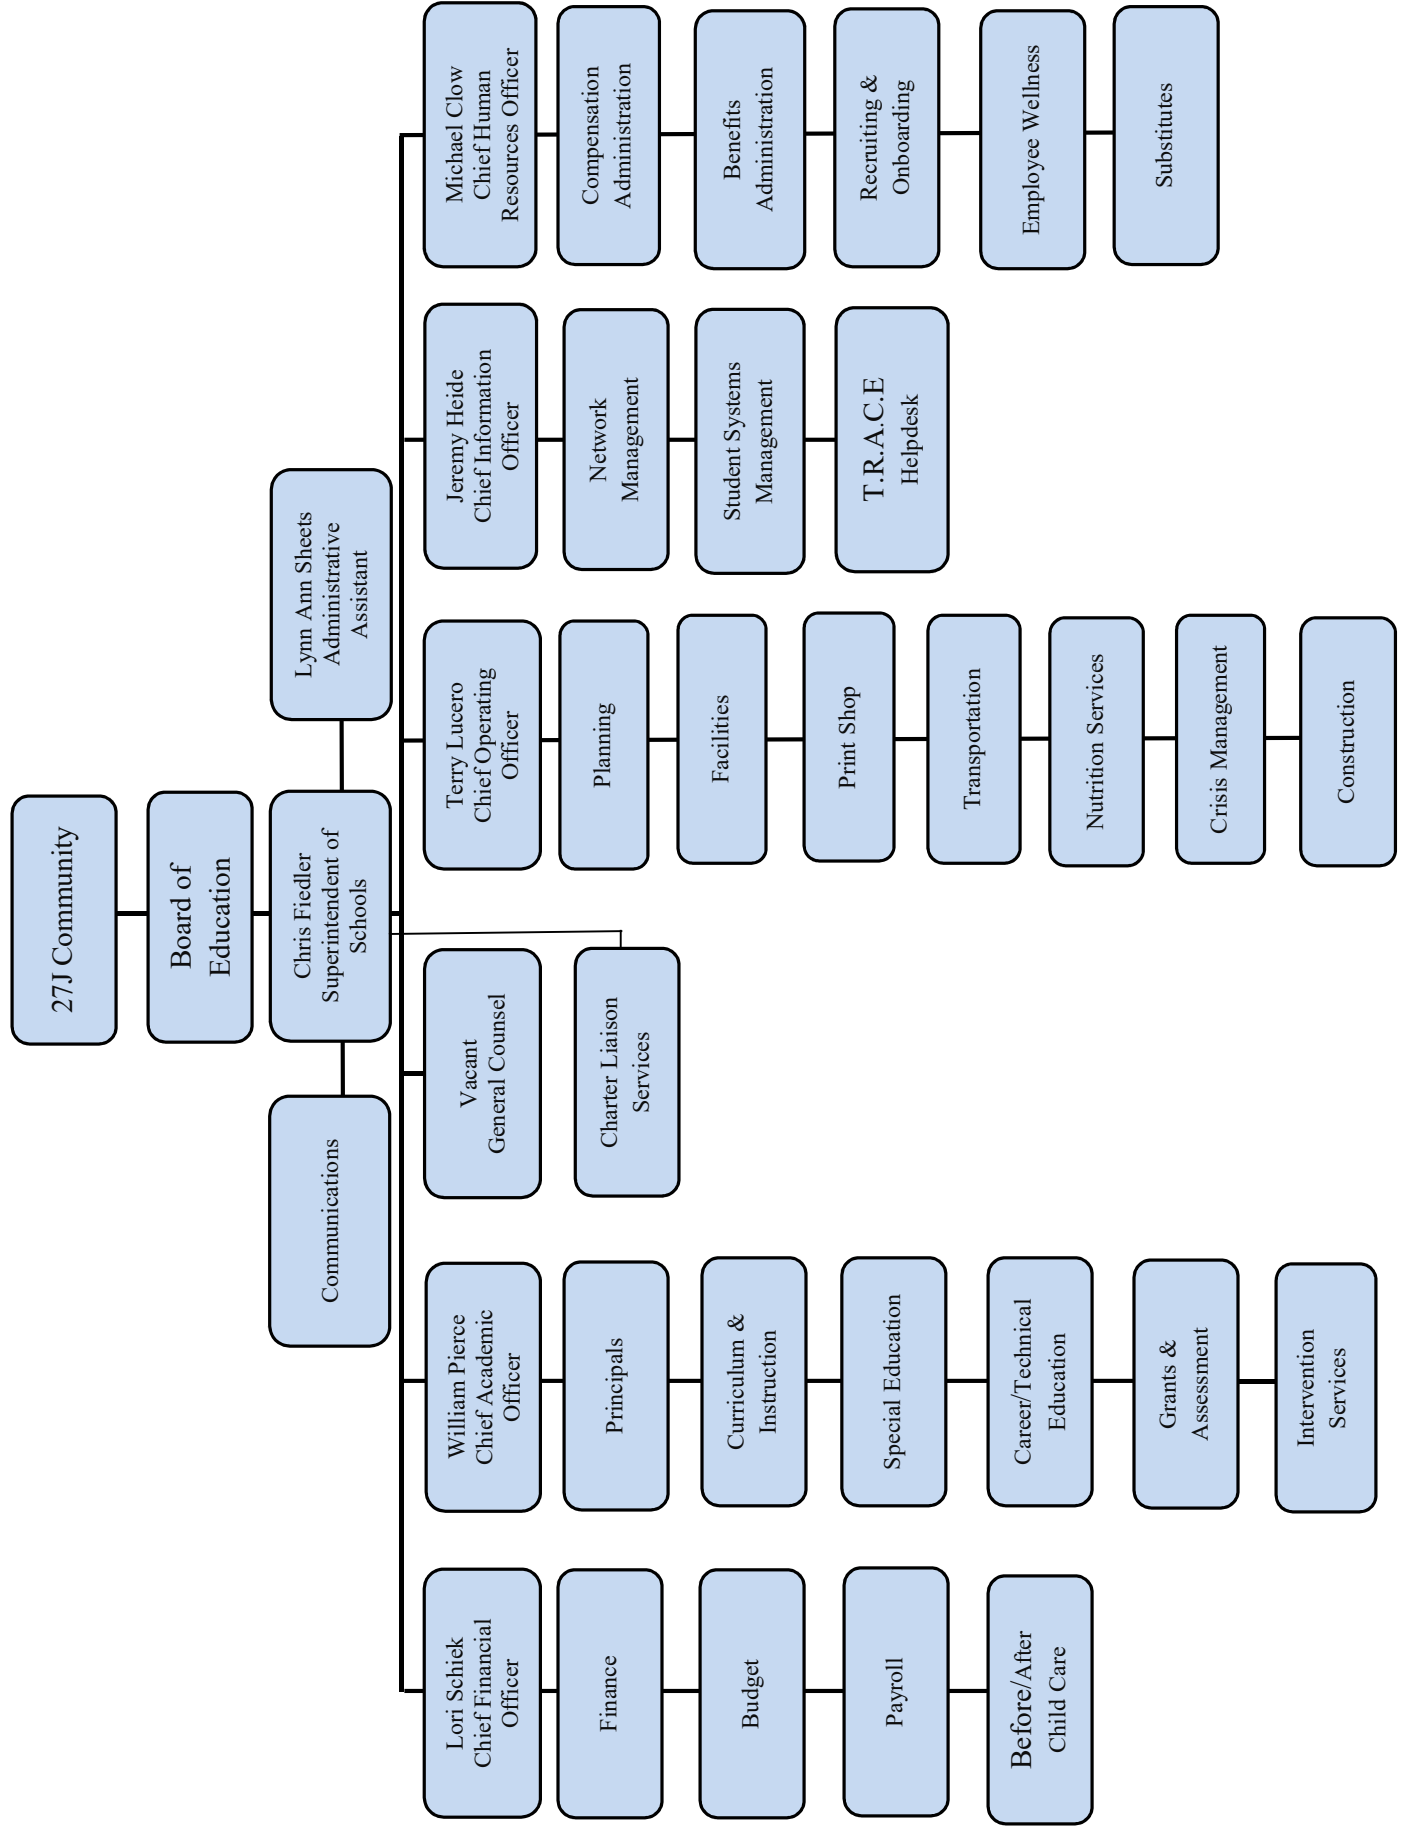 27J Community
Board of
Education
Communications
Chris Fiedler
Superintendent of
Schools
Lynn Ann Sheets
Administrative
Assistant
Lori Schiek
Chief Financial
Officer
Finance
Budget
Payroll
Before/After
Child Care
William Pierce
Chief Academic
Officer
Principals
Curriculum &
Instruction
Special Education
Career/Technical
Education
Grants &
Assessment
Intervention
Services
Vacant
General Counsel
Charter Liaison
Services
Terry Lucero
Chief Operating
Officer
Planning
Facilities
Print Shop
Transportation
Nutrition Services
Crisis Management
Construction
Jeremy Heide
Chief Information
Officer
Network
Management
Student Systems
Management
T.R.A.C.E
Helpdesk
Michael Clow
Chief Human
Resources Officer
Compensation
Administration
Benefits
Administration
Recruiting &
Onboarding
Employee Wellness
Substitutes